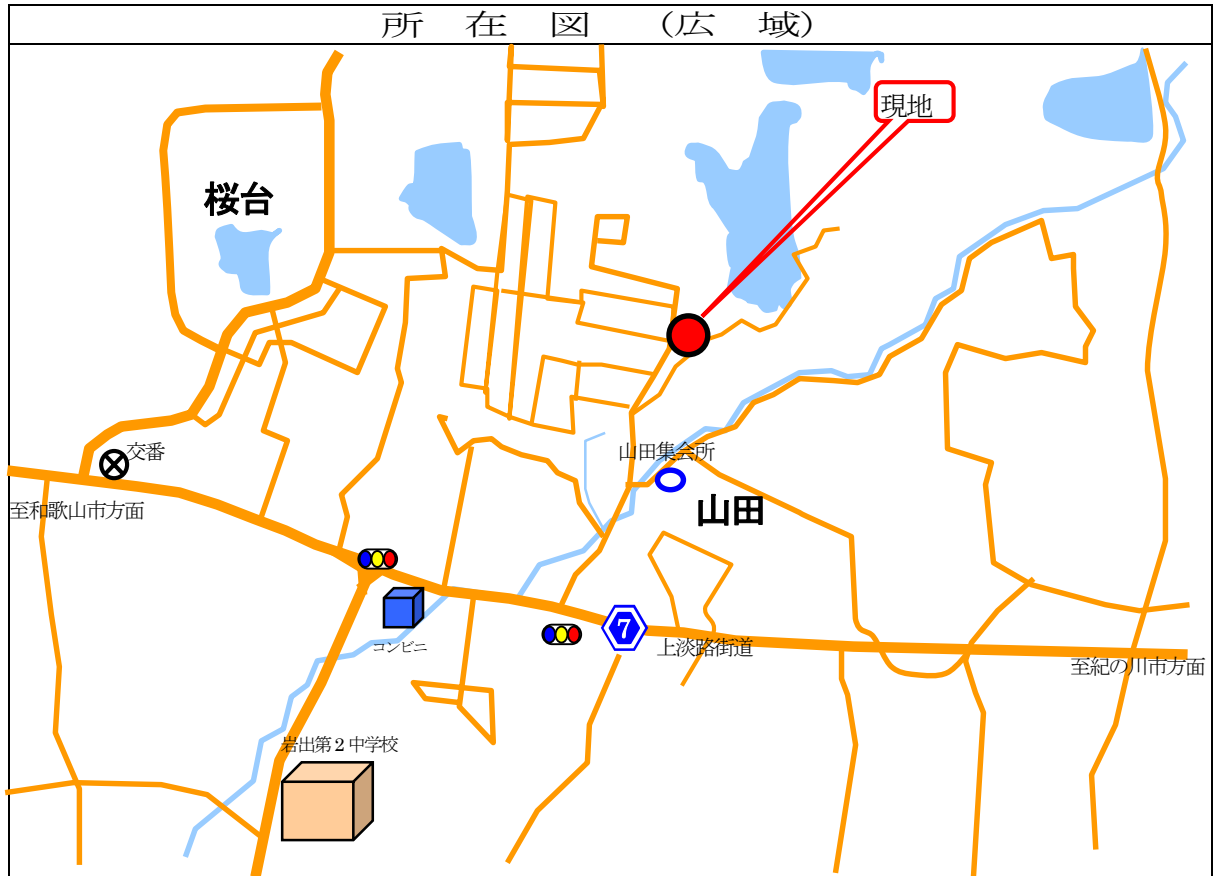 所 在 図 (広 域)
現地
桜台
交番
山田集会所
山田
至和歌山市方面
7
コンビニ
上淡路街道
至紀の川市方面
岩出第2中学校